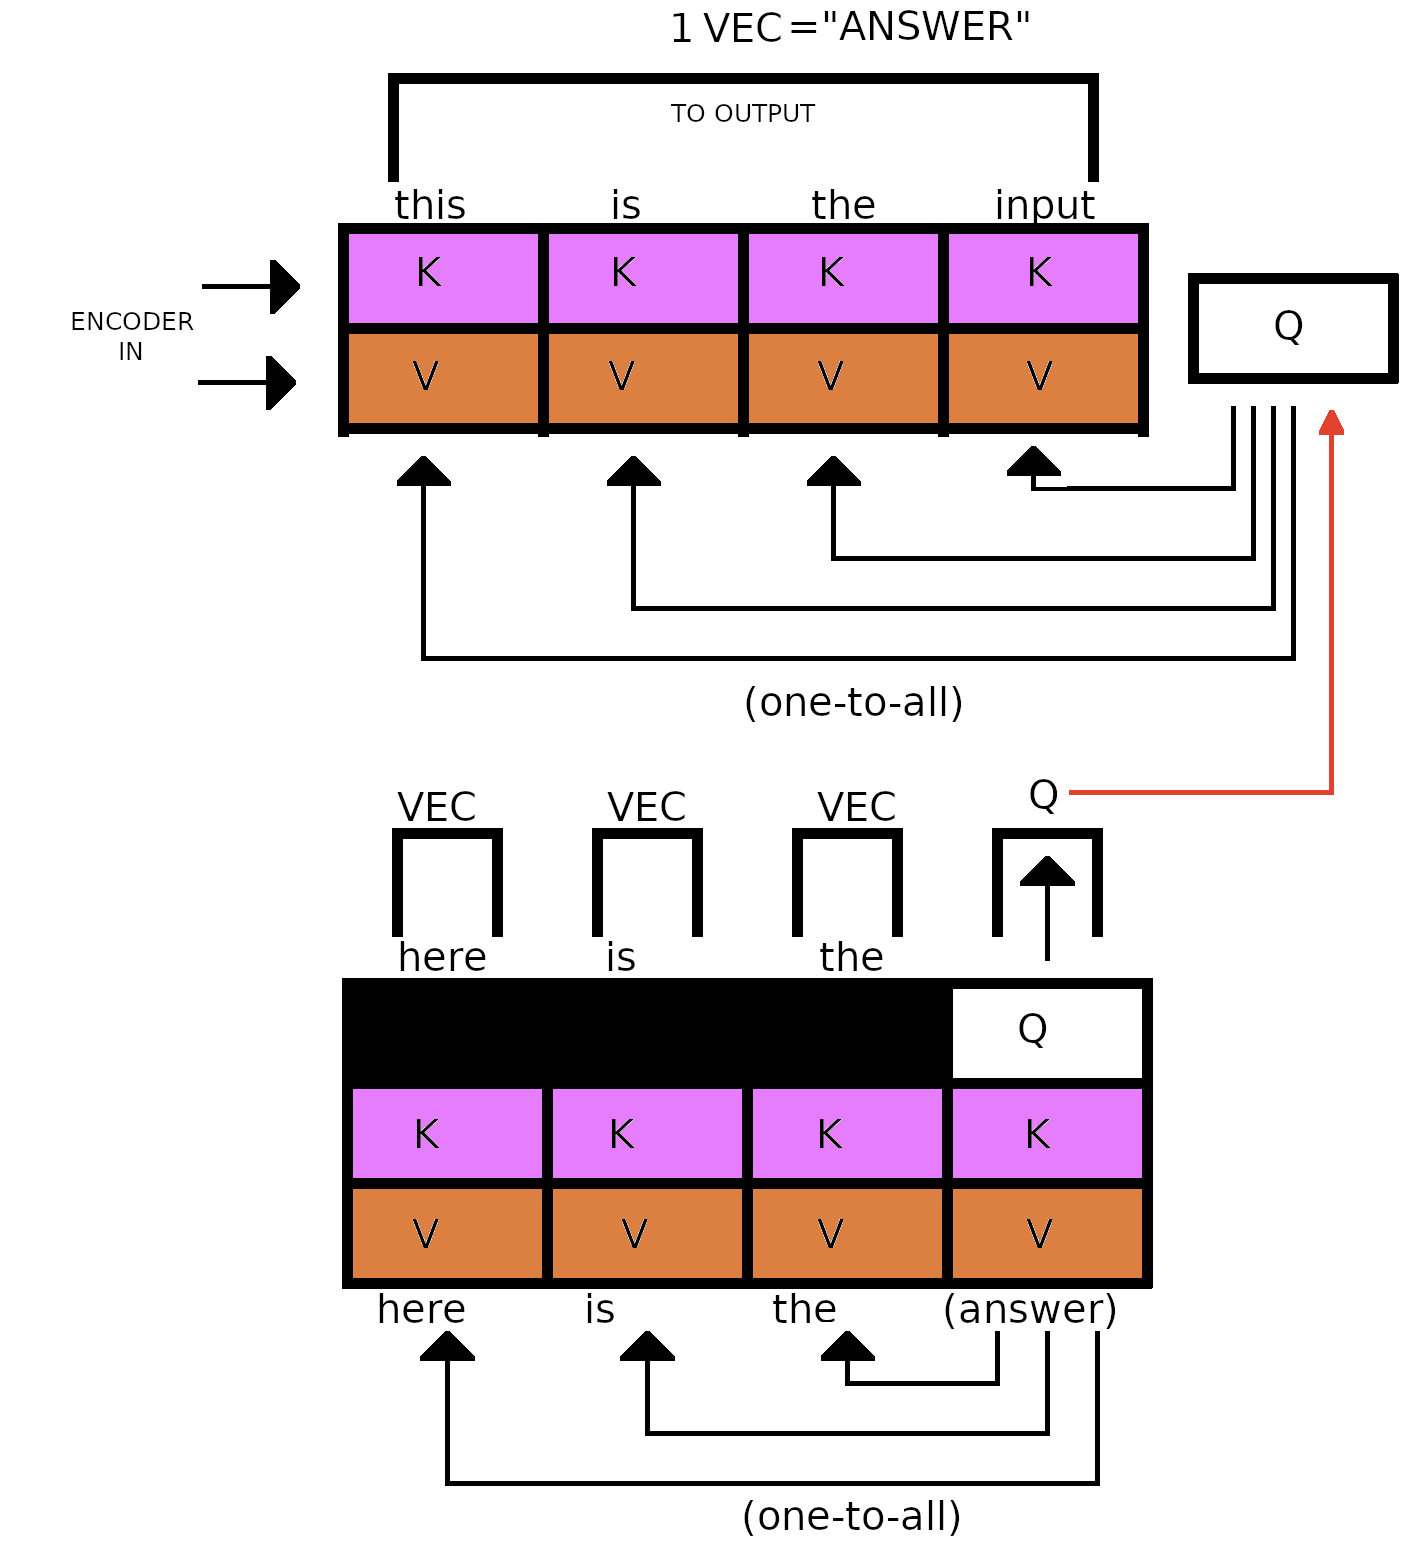 1 VEC ="ANSWER"
TO OUTPUT
this is the input
K K K K
Q
ENCODER
IN
V V V V
(one-to-all)
VEC VEC VEC Q
here is the
Q
K K K K
V V V V
here is the (answer)
(one-to-all)